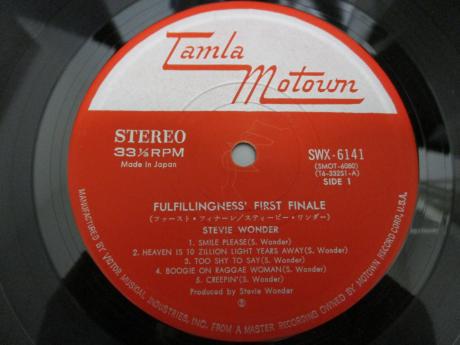 Tamla
Motown
STEREO
33⅓RPM
Made in Japan
SWX-6141
(SMOT-6080)
(T6-332S1-A)
SIDE 1
FULFILLINGNESS' FIRST FINALE
(ファースト・フィナーレ/スティービー・ワンダー)
STEVIE WONDER
1. SMILE PLEASE(S. Wonder)
2. HEAVEN IS 10 ZILLION LIGHT YEARS AWAY(S. Wonder)
3. TOO SHY TO SAY(S. Wonder)
4. BOOGIE ON RAGGAE WOMAN(S. Wonder)
5. CREEPIN'(S. Wonder)
Produced by Stevie Wonder
Ⓢ
MANUFACTURED BY VICTOR MUSICAL INDUSTRIES, INC. FROM A MASTER RECORDING OWNED BY MOTOWN RECORD CORP., U.S.A.